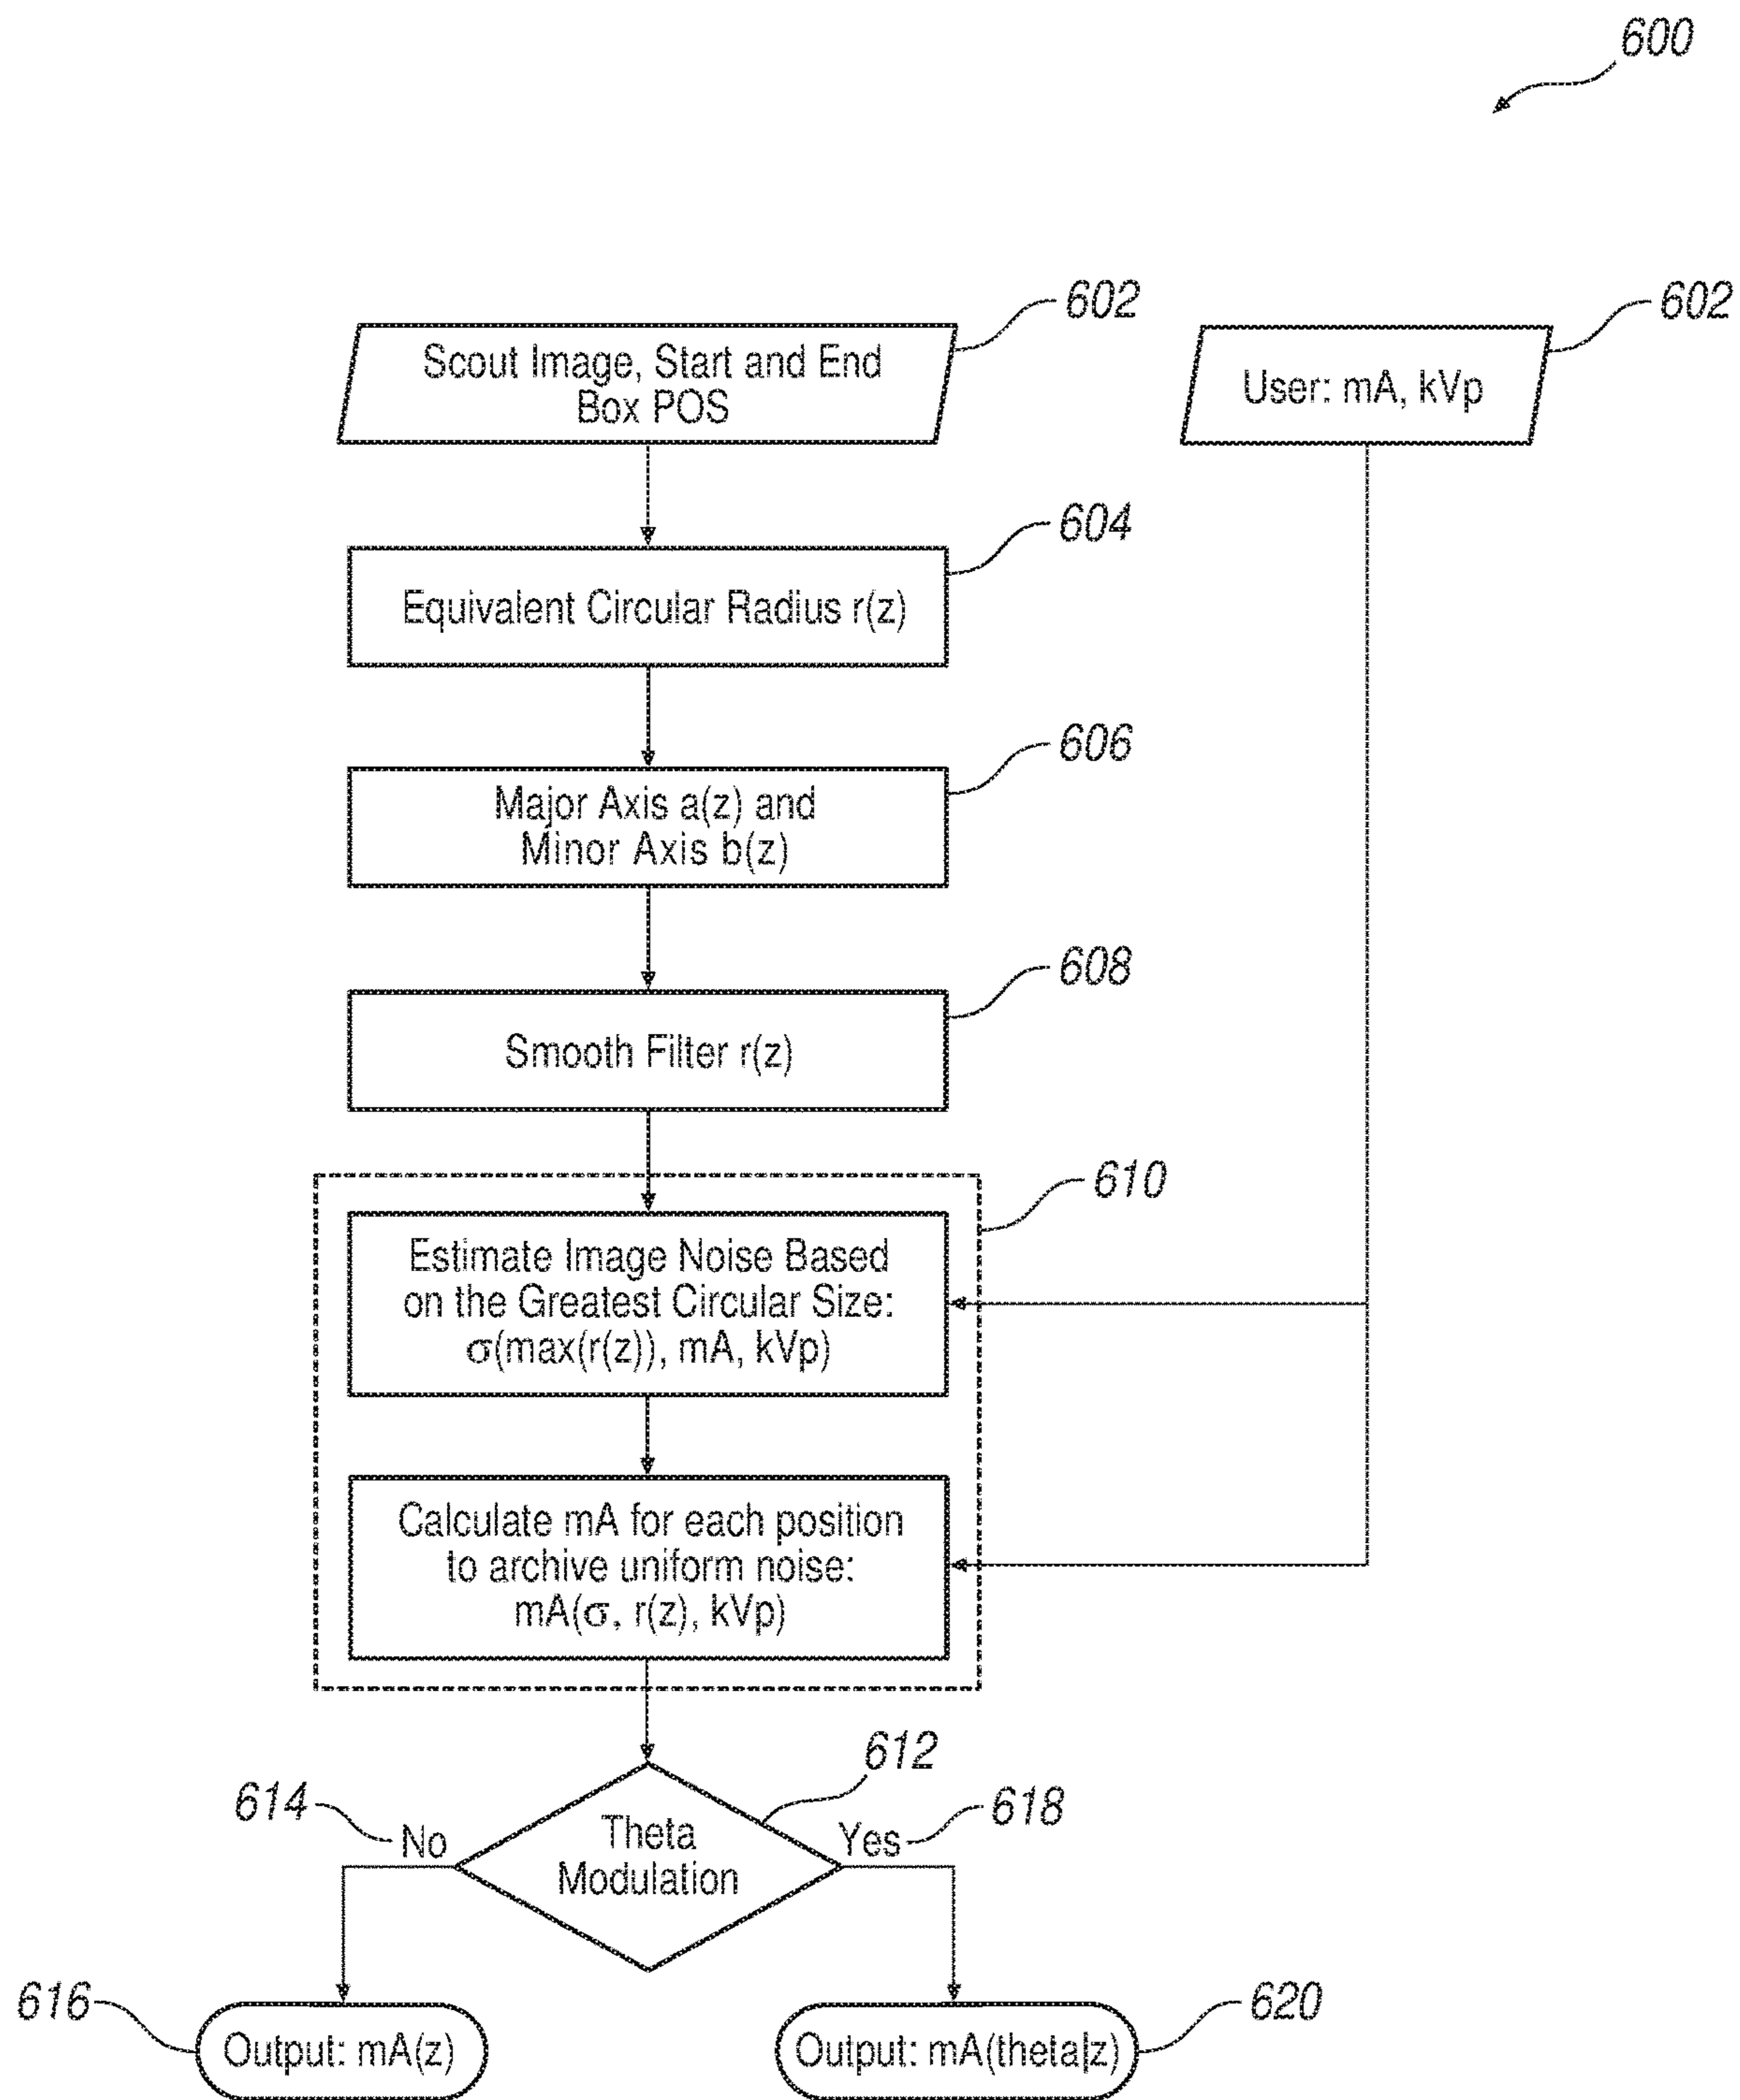 600
602
Scout Image, Start and End
Box POS
602
User: mA, kVp
604
Equivalent Circular Radius r(z)
606
Major Axis a(z) and
Minor Axis b(z)
608
Smooth Filter r(z)
610
Estimate Image Noise Based
on the Greatest Circular Size:
σ(max(r(z)), mA, kVp)
Calculate mA for each position
to archive uniform noise:
mA(σ, r(z), kVp)
612
614
No
Theta
Modulation
Yes
618
616
Output: mA(z)
620
Output: mA(theta|z)